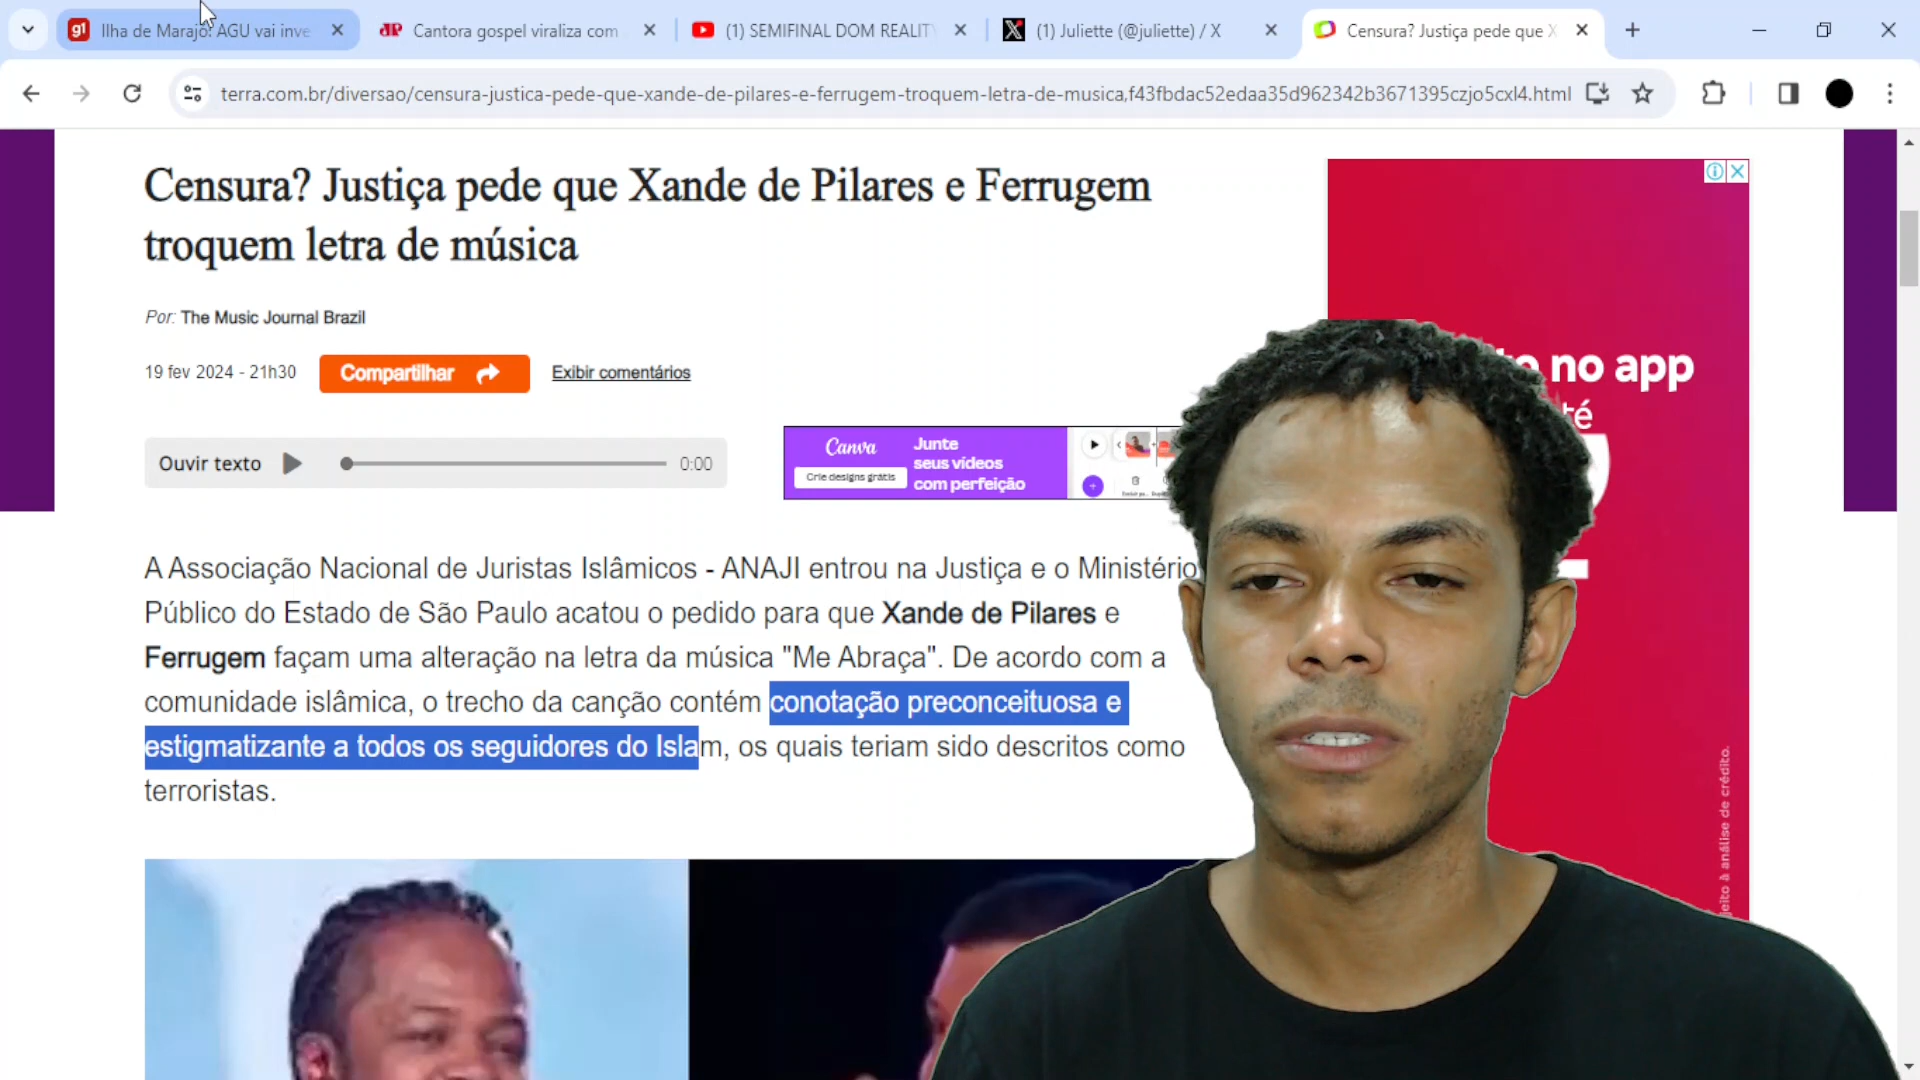 Ilha de Marajó: AGU vai inve
Cantora gospel viraliza com
(1) SEMIFINAL DOM REALITY
(1) Juliette (@juliette) / X
Censura? Justiça pede que X
terra.com.br/diversao/censura-justica-pede-que-xande-de-pilares-e-ferrugem-troquem-letra-de-musica,f43fbdac52edaa35d962342b3671395czjo5cxl4.html
Censura? Justiça pede que Xande de Pilares e Ferrugem
troquem letra de música
Por: The Music Journal Brazil
19 fev 2024 - 21h30
Compartilhar
Exibir comentários
Ouvir texto
0:00
Canva
Crie designs grátis
Junte
seus vídeos
com perfeição
no app
A Associação Nacional de Juristas Islâmicos - ANAJI entrou na Justiça e o Ministério
Público do Estado de São Paulo acatou o pedido para que Xande de Pilares e
Ferrugem façam uma alteração na letra da música "Me Abraça". De acordo com a
comunidade islâmica, o trecho da canção contém conotação preconceituosa e
estigmatizante a todos os seguidores do Islam, os quais teriam sido descritos como
terroristas.
jeito à análise de crédito.